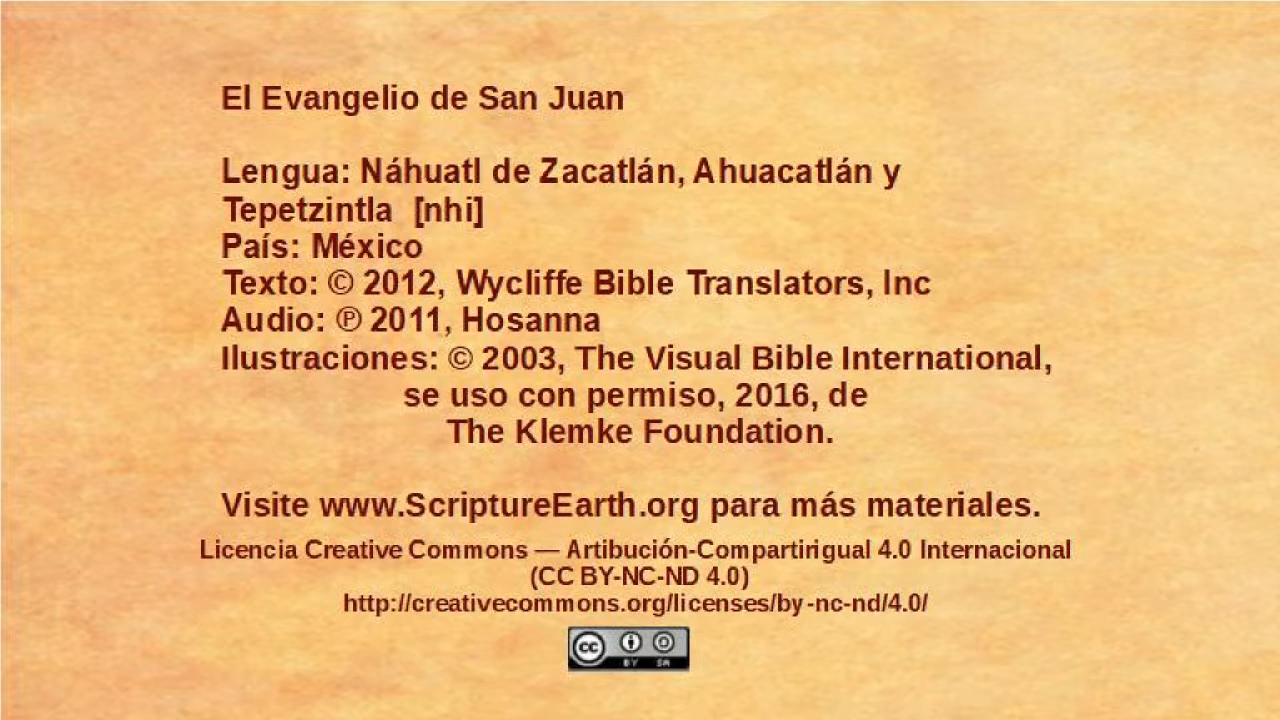 El Evangelio de San Juan
Lengua: Náhuatl de Zacatlán, Ahuacatlán y
Tepetzintla [nhi]
País: México
Texto: © 2012, Wycliffe Bible Translators, Inc
Audio: ℗ 2011, Hosanna
Ilustraciones: © 2003, The Visual Bible International,
se uso con permiso, 2016, de
The Klemke Foundation.
Visite www.ScriptureEarth.org para más materiales.
Licencia Creative Commons — Artibución-Compartirigual 4.0 Internacional
(CC BY-NC-ND 4.0)
http://creativecommons.org/licenses/by-nc-nd/4.0/
cc
BY SA